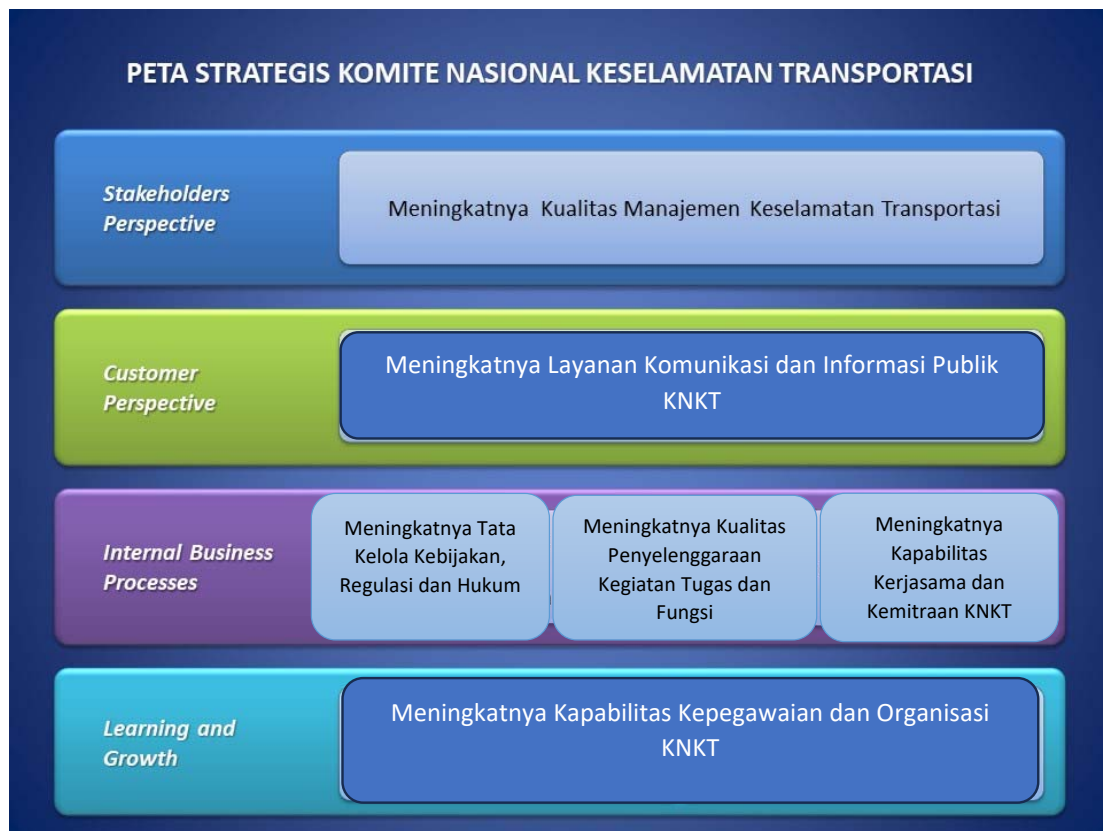 PETA STRATEGIS KOMITE NASIONAL KESELAMATAN TRANSPORTASI
Stakeholders
Perspective
Meningkatnya Kualitas Manajemen Keselamatan Transportasi
Customer
Perspective
Meningkatnya Layanan Komunikasi dan Informasi Publik
KNKT
Internal Business
Processes
Meningkatnya Tata
Kelola Kebijakan,
Regulasi dan Hukum
Meningkatnya Kualitas
Penyelenggaraan
Kegiatan Tugas dan
Fungsi
Meningkatnya
Kapabilitas
Kerjasama dan
Kemitraan KNKT
Learning and
Growth
Meningkatnya Kapabilitas Kepegawaian dan Organisasi
KNKT